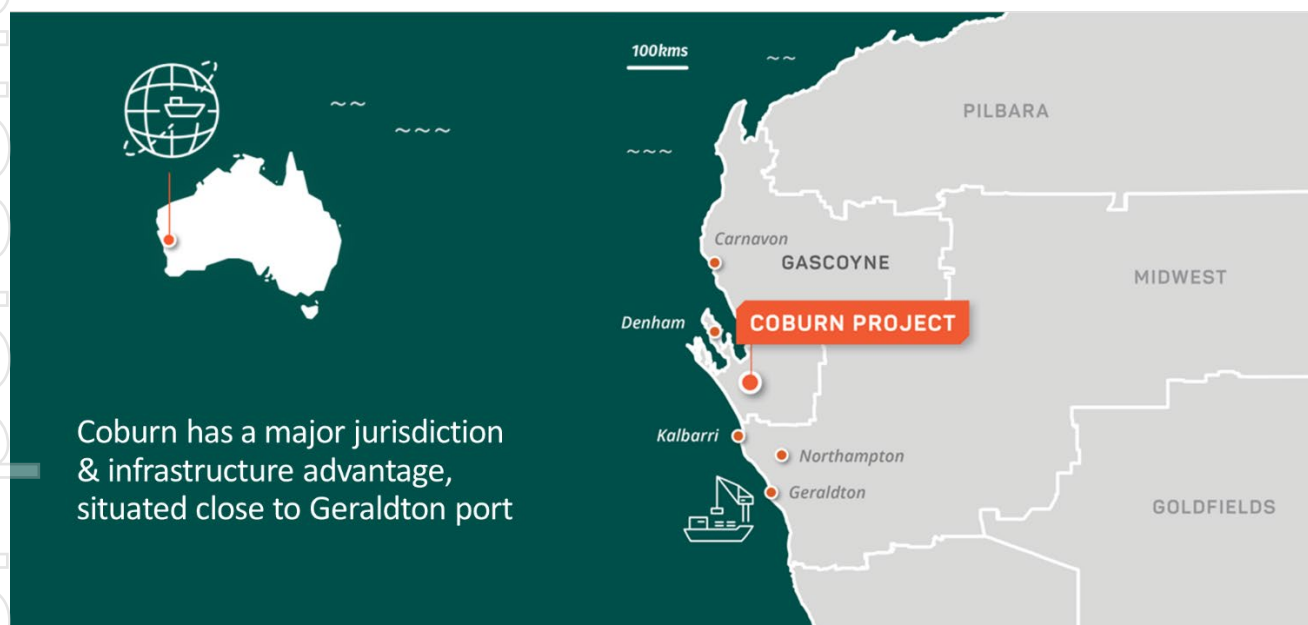 100kms
PILBARA
Carnavon
GASCOYNE
MIDWEST
Denham
COBURN PROJECT
Coburn has a major jurisdiction
& infrastructure advantage,
situated close to Geraldton port
Kalbarri
Northampton
Geraldton
GOLDFIELDS